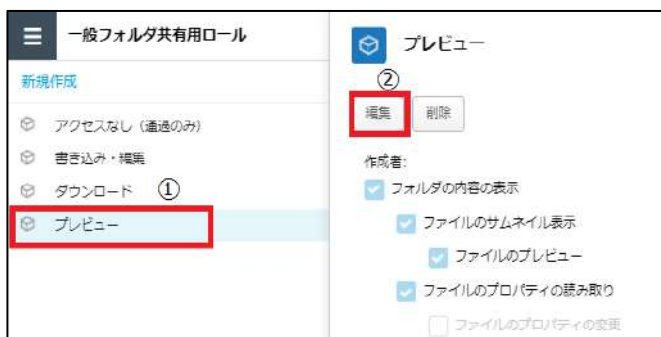 一般フォルダ共有用ロール
新規作成
アクセスなし（通過のみ）
書き込み・編集
ダウンロード ①
プレビュー
プレビュー
②
編集 削除
作成者:
フォルダの内容の表示
ファイルのサムネイル表示
ファイルのプレビュー
ファイルのプロパティの読み取り
ファイルのプロパティの変更